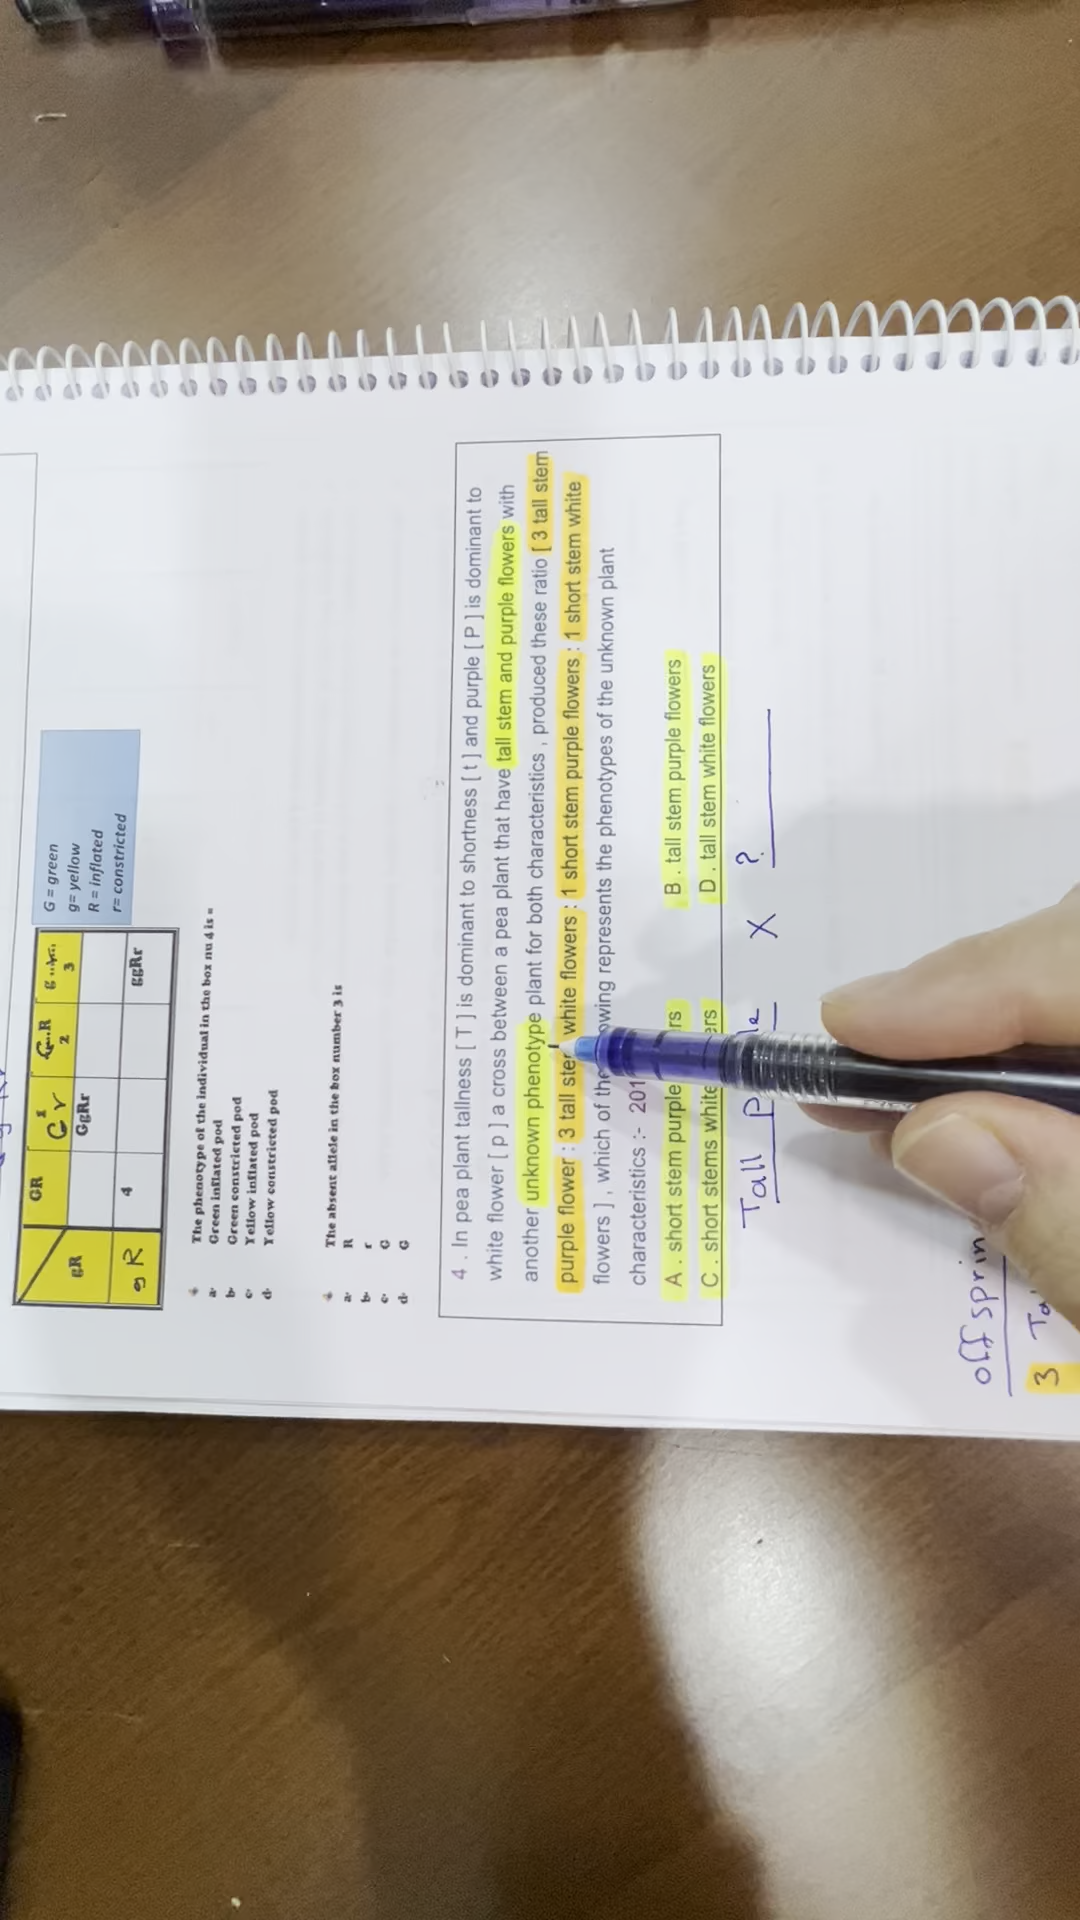 GR G r G..R g
1 2 3
gR GgRr
g R 4 ggRr
G = green
g= yellow
R = inflated
r= constricted
The phenotype of the individual in the box nu 4 is =
a- Green inflated pod
b- Green constricted pod
c- Yellow inflated pod
d- Yellow constricted pod
The absent allele in the box number 3 is
a- R
b- r
c- G
d- G
4 . In pea plant tallness [ T ] is dominant to shortness [ t ] and purple [ P ] is dominant to
white flower [ p ] a cross between a pea plant that have tall stem and purple flowers with
another unknown phenotype plant for both characteristics , produced these ratio [ 3 tall stem
purple flower : 3 tall white flowers : 1 short stem purple flowers : 1 short stem white
flowers ] , which of represents the phenotypes of the unknown plant
characteristics :- 201
A . short stem purple B . tall stem purple flowers
C . short stems white D . tall stem white flowers
Tall X ?
3